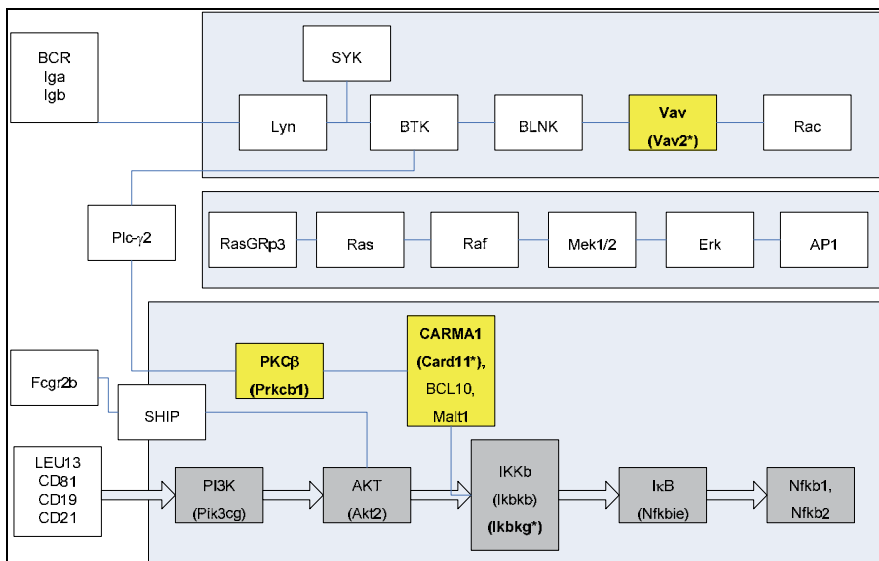 BCR
Iga
Igb
SYK
Lyn
BTK
BLNK
Vav
(Vav2*)
Rac
Plc-γ2
RasGRp3
Ras
Raf
Mek1/2
Erk
AP1
PKCβ
(Prkcb1)
CARMA1
(Card11*),
BCL10,
Malt1
Fcgr2b
SHIP
LEU13
CD81
CD19
CD21
PI3K
(Pik3cg)
AKT
(Akt2)
IKKb
(Ikbkb)
(Ikbkg*)
IκB
(Nfkbie)
Nfkb1,
Nfkb2